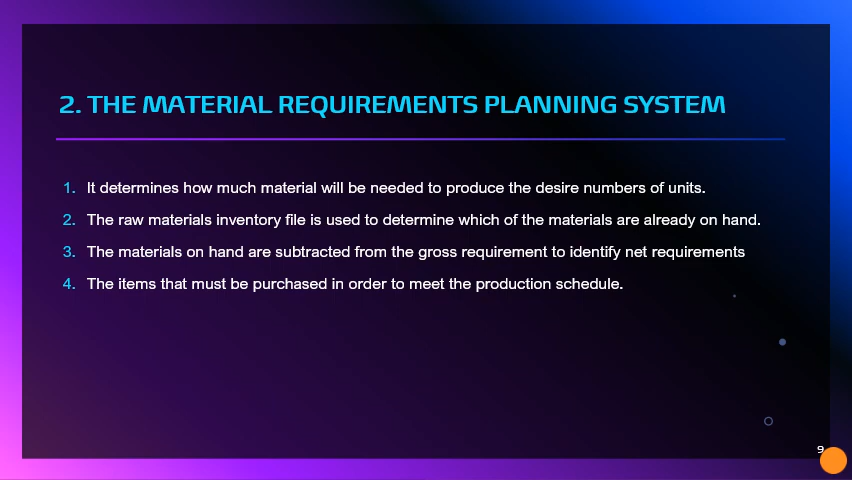 2. THE MATERIAL REQUIREMENTS PLANNING SYSTEM
1. It determines how much material will be needed to produce the desire numbers of units.
2. The raw materials inventory file is used to determine which of the materials are already on hand.
3. The materials on hand are subtracted from the gross requirement to identify net requirements
4. The items that must be purchased in order to meet the production schedule.
9